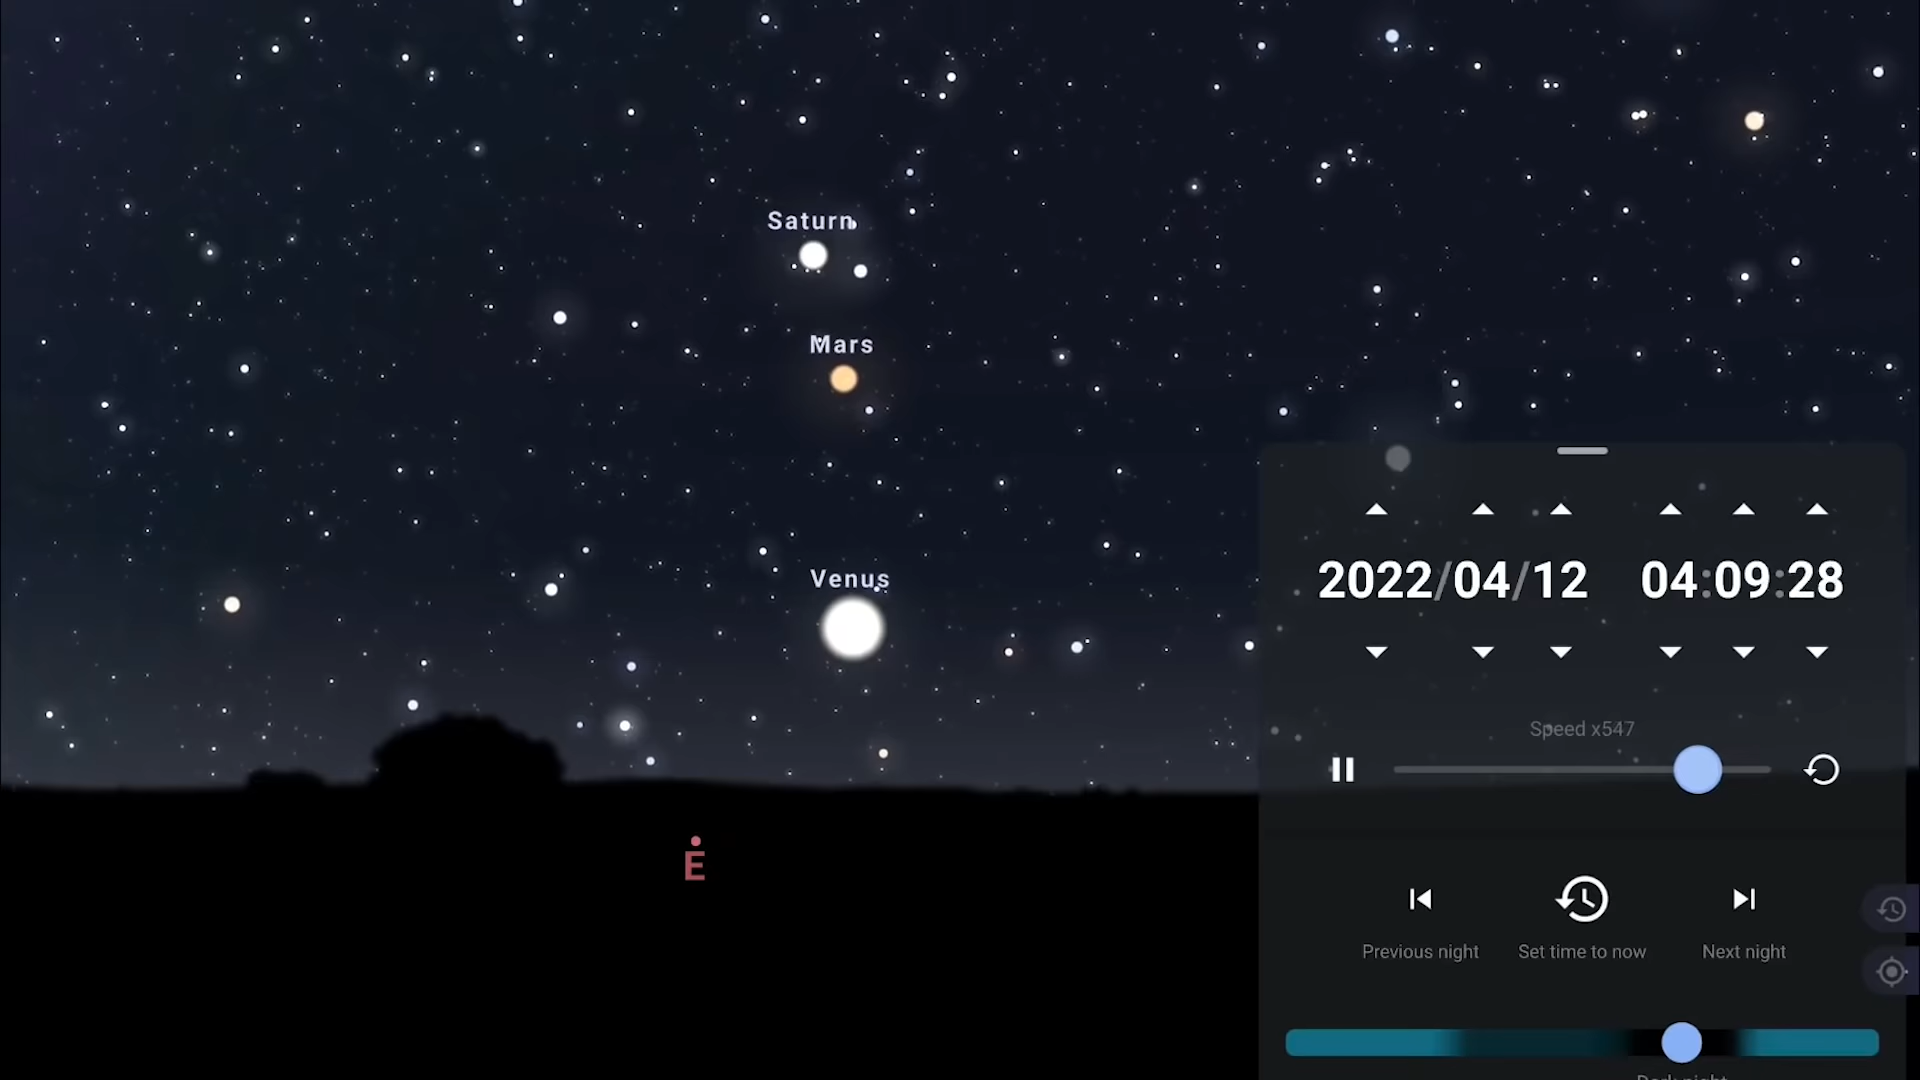 Saturn
Mars
Venus
E
2022/04/12 04:09:28
Speed x547
Previous night
Set time to now
Next night